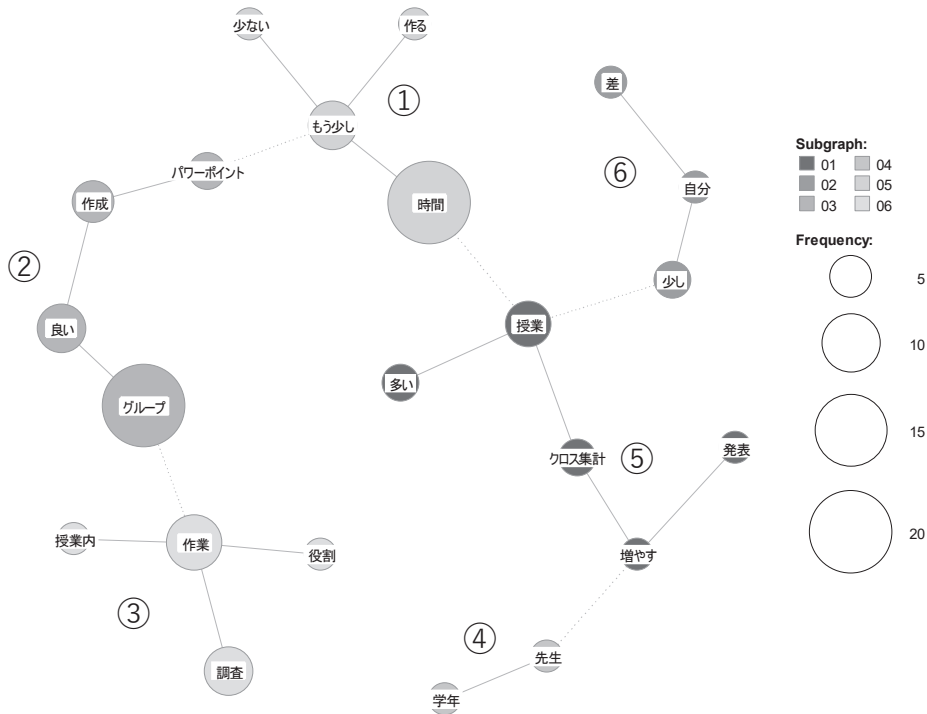 少ない
作る
①
もう少し
差
パワーポイント
⑥
自分
作成
時間
②
少し
良い
授業
多い
グループ
クロス集計
⑤
発表
授業内
作業
役割
増やす
③
④
先生
調査
学年
Subgraph:
01 04
02 05
03 06
Frequency:
5
10
15
20